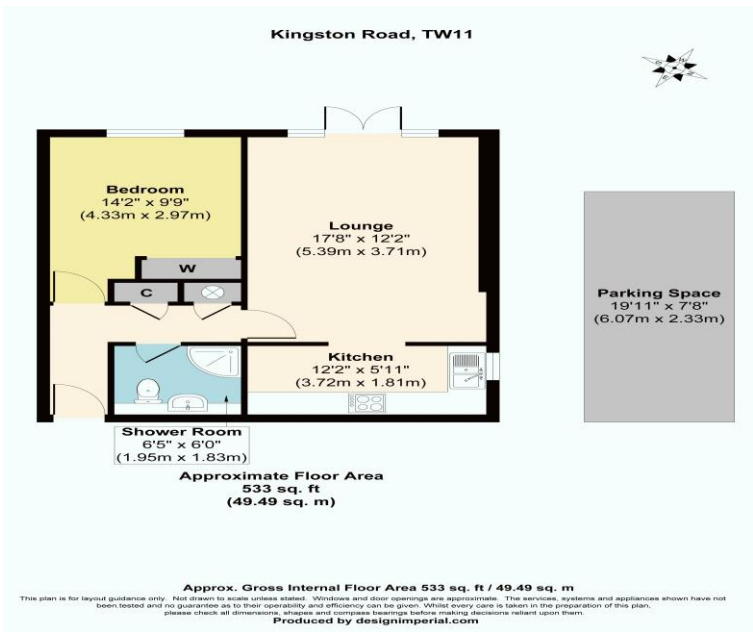 Kingston Road, TW11
Bedroom
14'2" x 9'9"
(4.33m x 2.97m)
Lounge
17'8" x 12'2"
(5.39m x 3.71m)
W
C
Parking Space
19'11" x 7'8"
(6.07m x 2.33m)
Kitchen
12'2" x 5'11"
(3.72m x 1.81m)
Shower Room
6'5" x 6'0"
(1.95m x 1.83m)
Approximate Floor Area
533 sq. ft
(49.49 sq. m)
Approx. Gross Internal Floor Area 533 sq. ft / 49.49 sq. m
This plan is for layout guidance only. Not drawn to scale unless stated. Windows and door openings are approximate. The services, systems and appliances shown have not
been tested and no guarantee as to their operability and efficiency can be given. Whilst every care is taken in the preparation of this plan,
please check all dimensions, shapes and compass bearings before making decisions reliant upon them.
Produced by designimperial.com